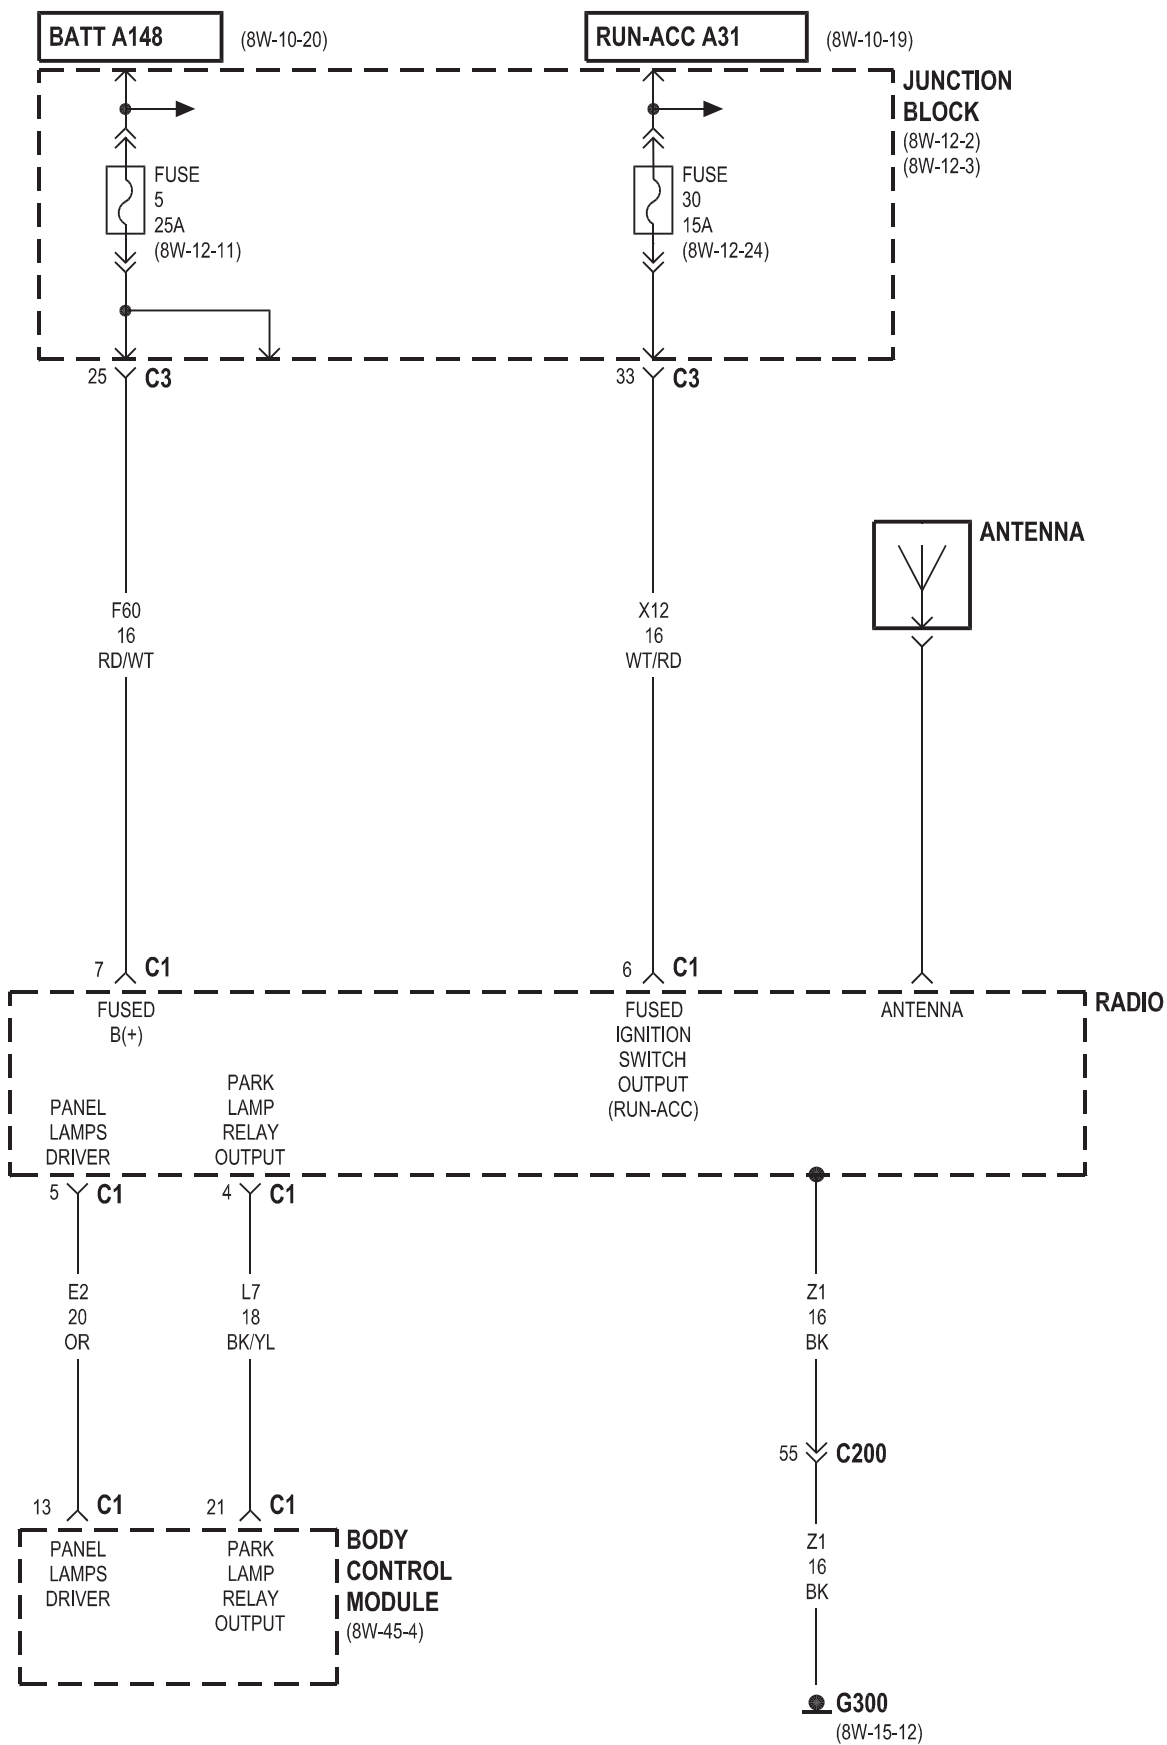 BATT A148
(8W-10-20)
RUN-ACC A31
(8W-10-19)
JUNCTION
BLOCK
(8W-12-2)
(8W-12-3)
FUSE
5
25A
(8W-12-11)
FUSE
30
15A
(8W-12-24)
25
C3
33
C3
ANTENNA
F60
16
RD/WT
X12
16
WT/RD
7
C1
6
C1
RADIO
FUSED
B(+)
FUSED
IGNITION
SWITCH
OUTPUT
(RUN-ACC)
ANTENNA
PANEL
LAMPS
DRIVER
PARK
LAMP
RELAY
OUTPUT
5
C1
4
C1
E2
20
OR
L7
18
BK/YL
Z1
16
BK
55
C200
13
C1
21
C1
BODY
CONTROL
MODULE
(8W-45-4)
PANEL
LAMPS
DRIVER
PARK
LAMP
RELAY
OUTPUT
Z1
16
BK
G300
(8W-15-12)